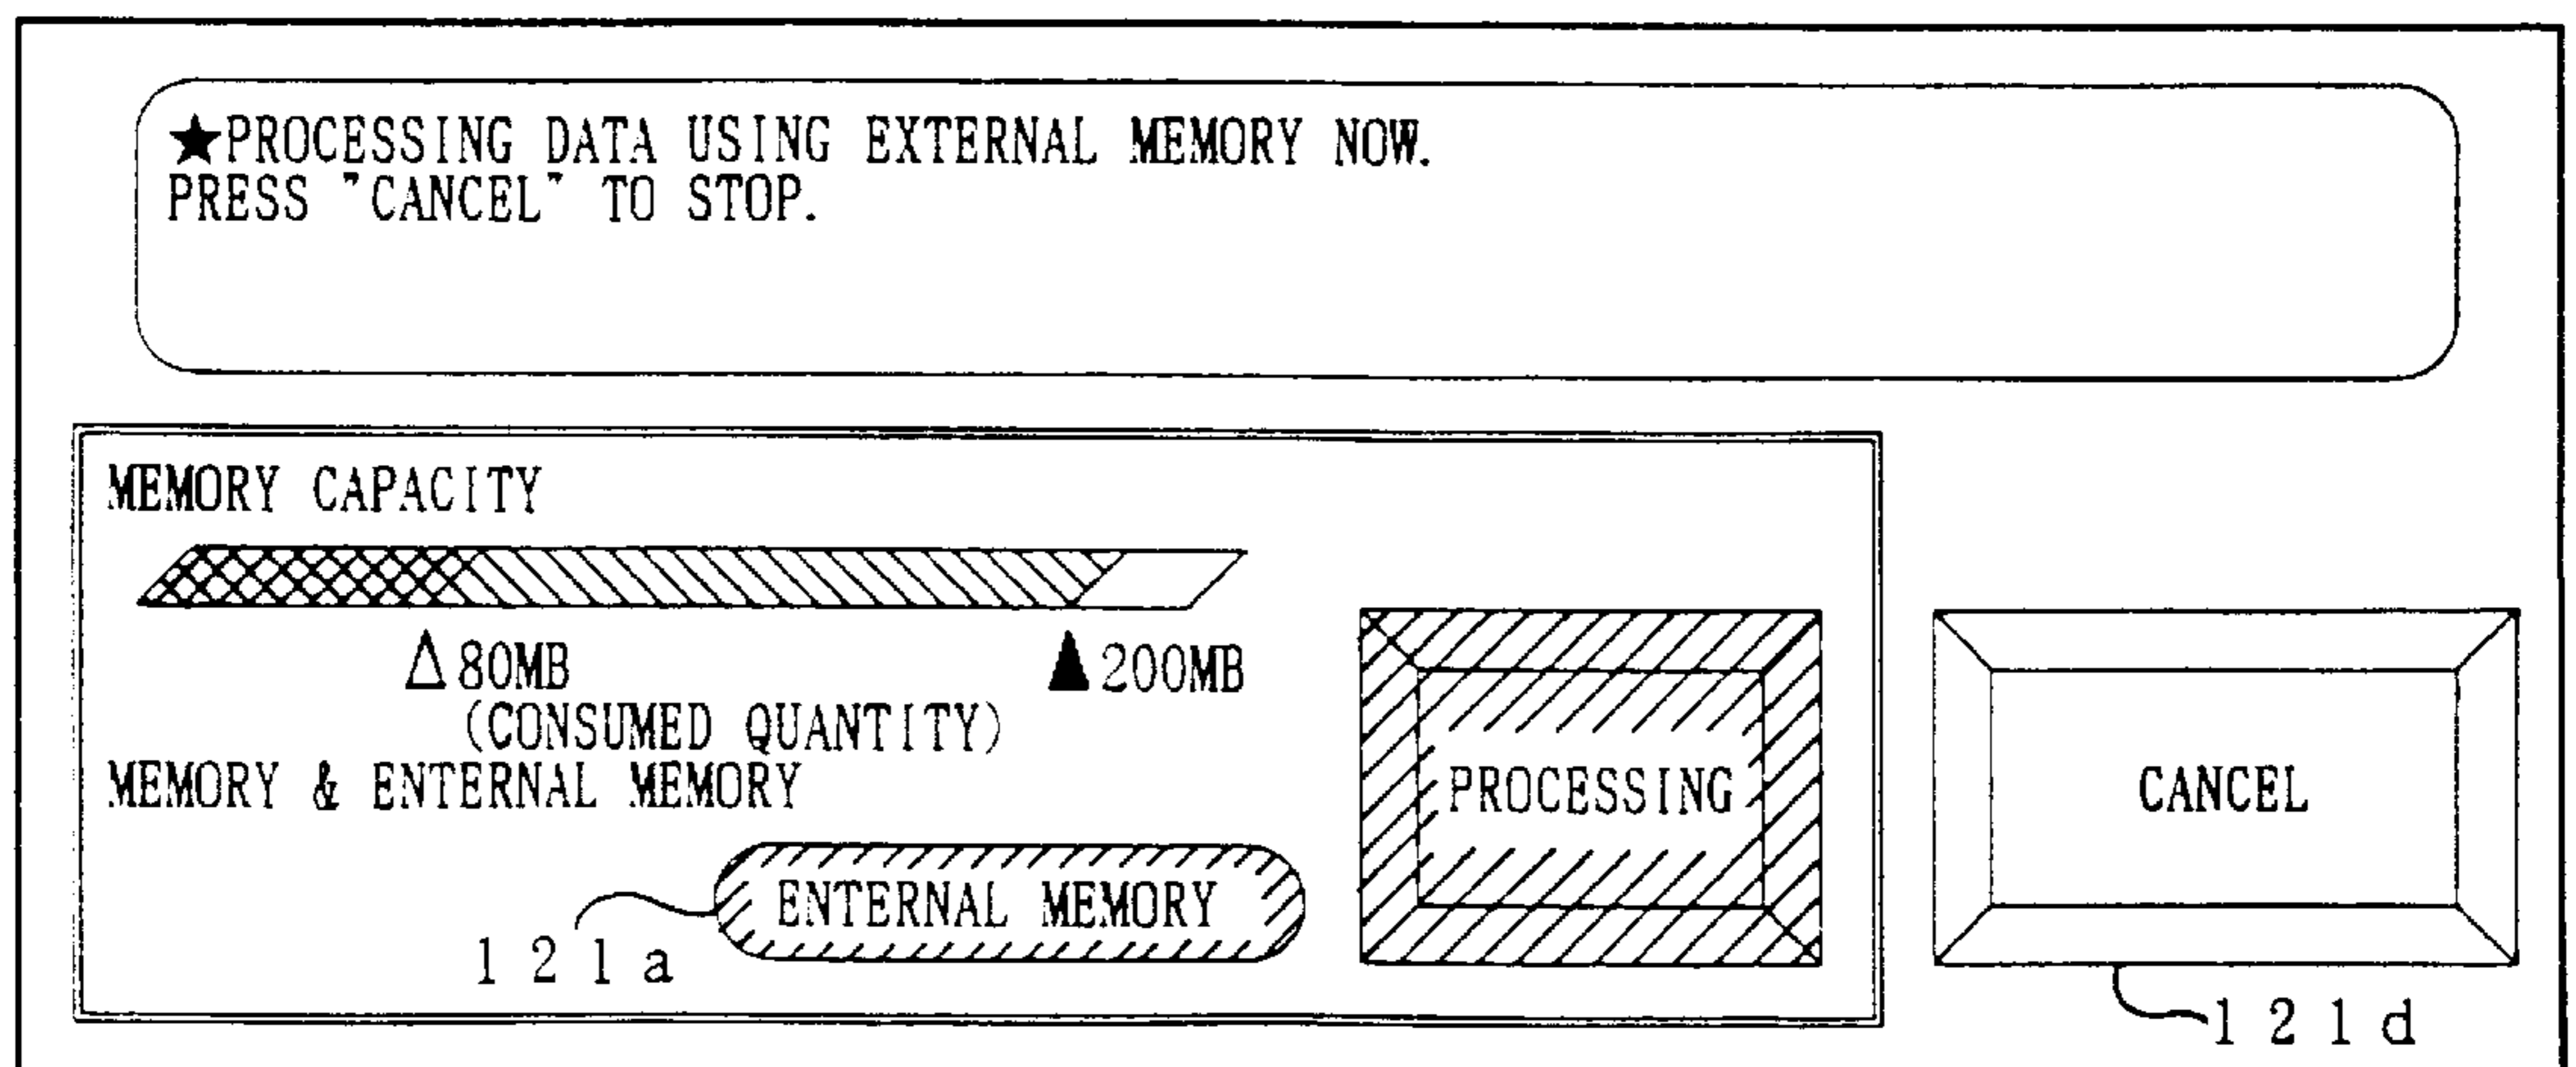 ★PROCESSING DATA USING EXTERNAL MEMORY NOW.
PRESS "CANCEL" TO STOP.
MEMORY CAPACITY
△80MB ▲200MB
(CONSUMED QUANTITY)
MEMORY & ENTERNAL MEMORY
PROCESSING
CANCEL
ENTERNAL MEMORY
121a
121d